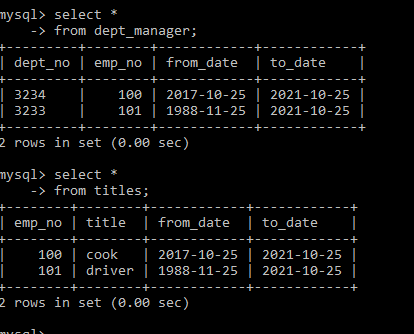 mysql> select *
    -> from dept_manager;
+---------+--------+------------+------------+
| dept_no | emp_no | from_date  | to_date    |
+---------+--------+------------+------------+
| 3234    |    100 | 2017-10-25 | 2021-10-25 |
| 3233    |    101 | 1988-11-25 | 2021-10-25 |
+---------+--------+------------+------------+
2 rows in set (0.00 sec)

mysql> select *
    -> from titles;
+--------+--------+------------+------------+
| emp_no | title  | from_date  | to_date    |
+--------+--------+------------+------------+
|    100 | cook   | 2017-10-25 | 2021-10-25 |
|    101 | driver | 1988-11-25 | 2021-10-25 |
+--------+--------+------------+------------+
2 rows in set (0.00 sec)

mysql>